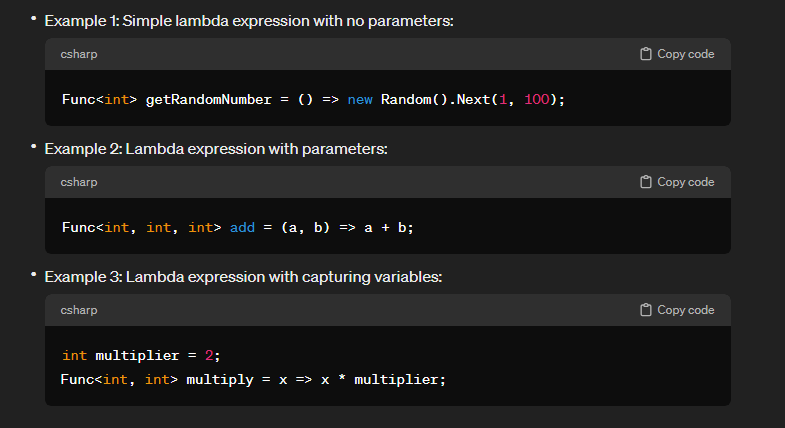 • Example 1: Simple lambda expression with no parameters:
csharp Copy code
Func<int> getRandomNumber = () => new Random().Next(1, 100);
• Example 2: Lambda expression with parameters:
csharp Copy code
Func<int, int, int> add = (a, b) => a + b;
• Example 3: Lambda expression with capturing variables:
csharp Copy code
int multiplier = 2;
Func<int, int> multiply = x => x * multiplier;